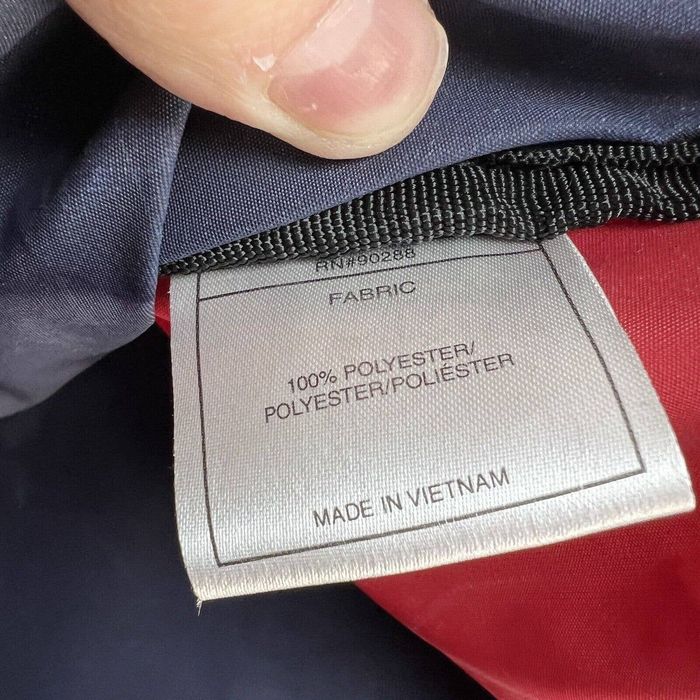 RN#90288
FABRIC
100% POLYESTER/
POLYESTER/POLIÉSTER
MADE IN VIETNAM